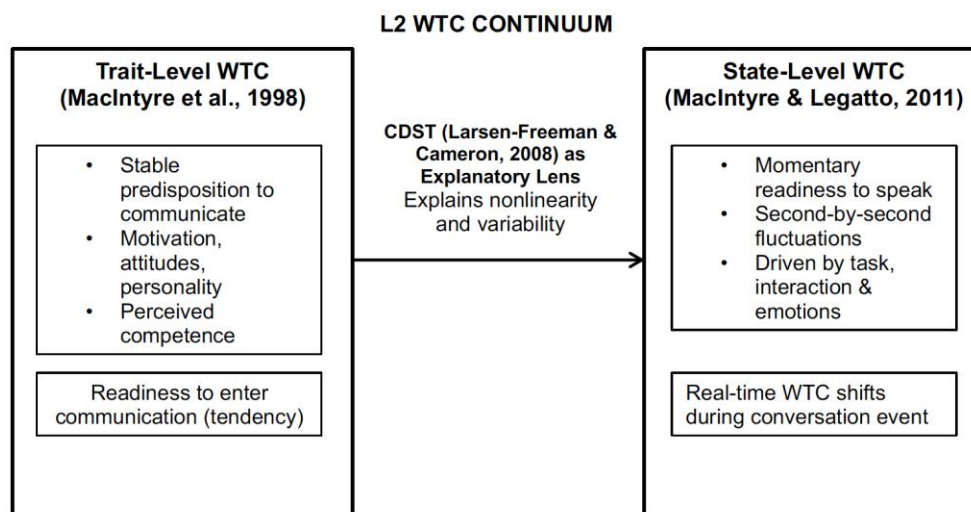 L2 WTC CONTINUUM
Trait-Level WTC
(MacIntyre et al., 1998)
• Stable
predisposition to
communicate
• Motivation,
attitudes,
personality
• Perceived
competence
Readiness to enter
communication (tendency)
CDST (Larsen-Freeman &
Cameron, 2008) as
Explanatory Lens
Explains nonlinearity
and variability
State-Level WTC
(MacIntyre & Legatto, 2011)
• Momentary
readiness to speak
• Second-by-second
fluctuations
• Driven by task,
interaction &
emotions
Real-time WTC shifts
during conversation event